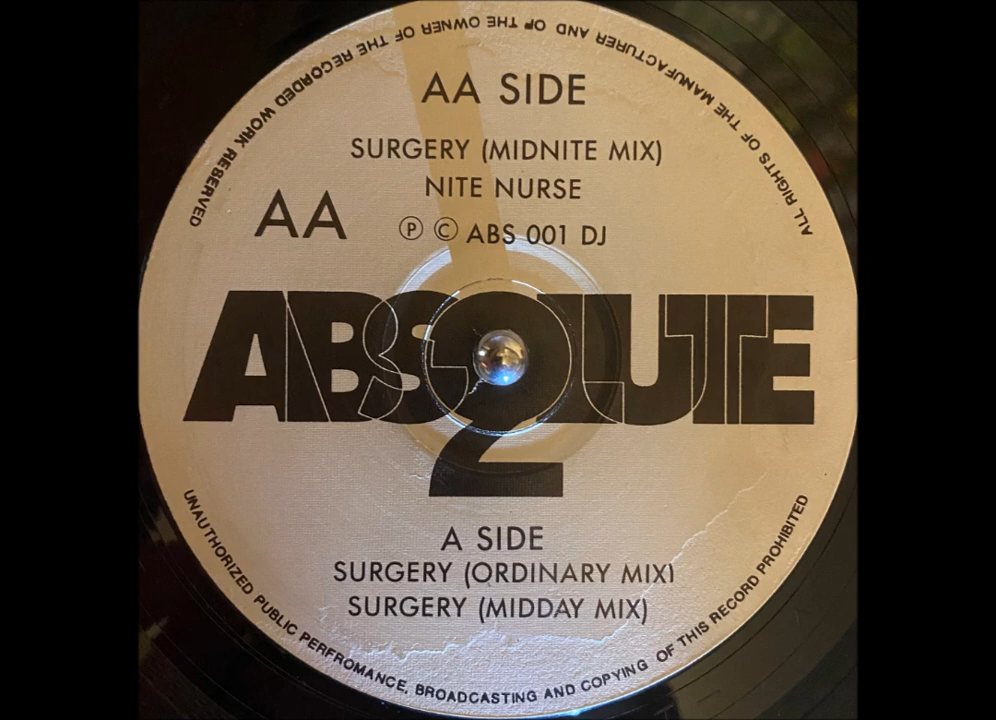 ALL RIGHTS OF THE MANUFACTURER AND OF THE OWNER OF THE RECORDED WORK RESERVED
AA SIDE
SURGERY (MIDNITE MIX)
NITE NURSE
AA
Ⓟ © ABS 001 DJ
ABSOLUTE
2
A SIDE
SURGERY (ORDINARY MIX)
SURGERY (MIDDAY MIX)
UNAUTHORIZED PUBLIC PERFROMANCE, BROADCASTING AND COPYING OF THIS RECORD PROHIBITED